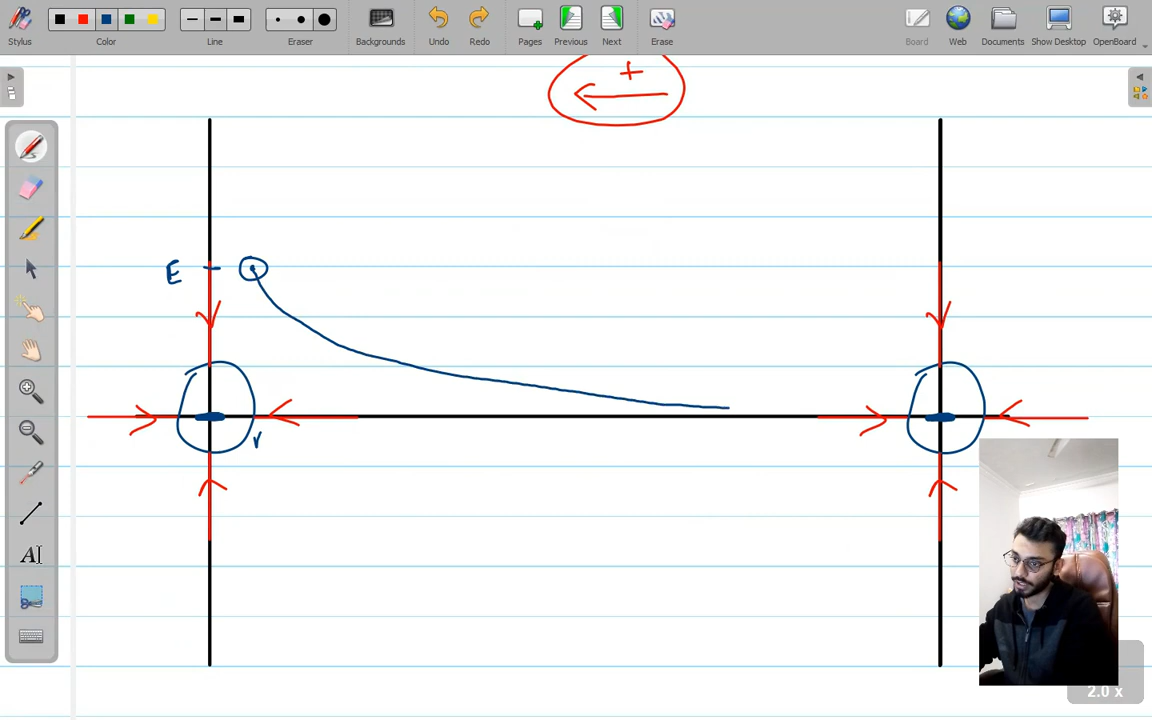 Stylus
Color
Line
Eraser
Backgrounds
Undo
Redo
Pages
Previous
Next
Erase
Board
Web
Documents
Show Desktop
OpenBoard
+
E
r
2.0 x